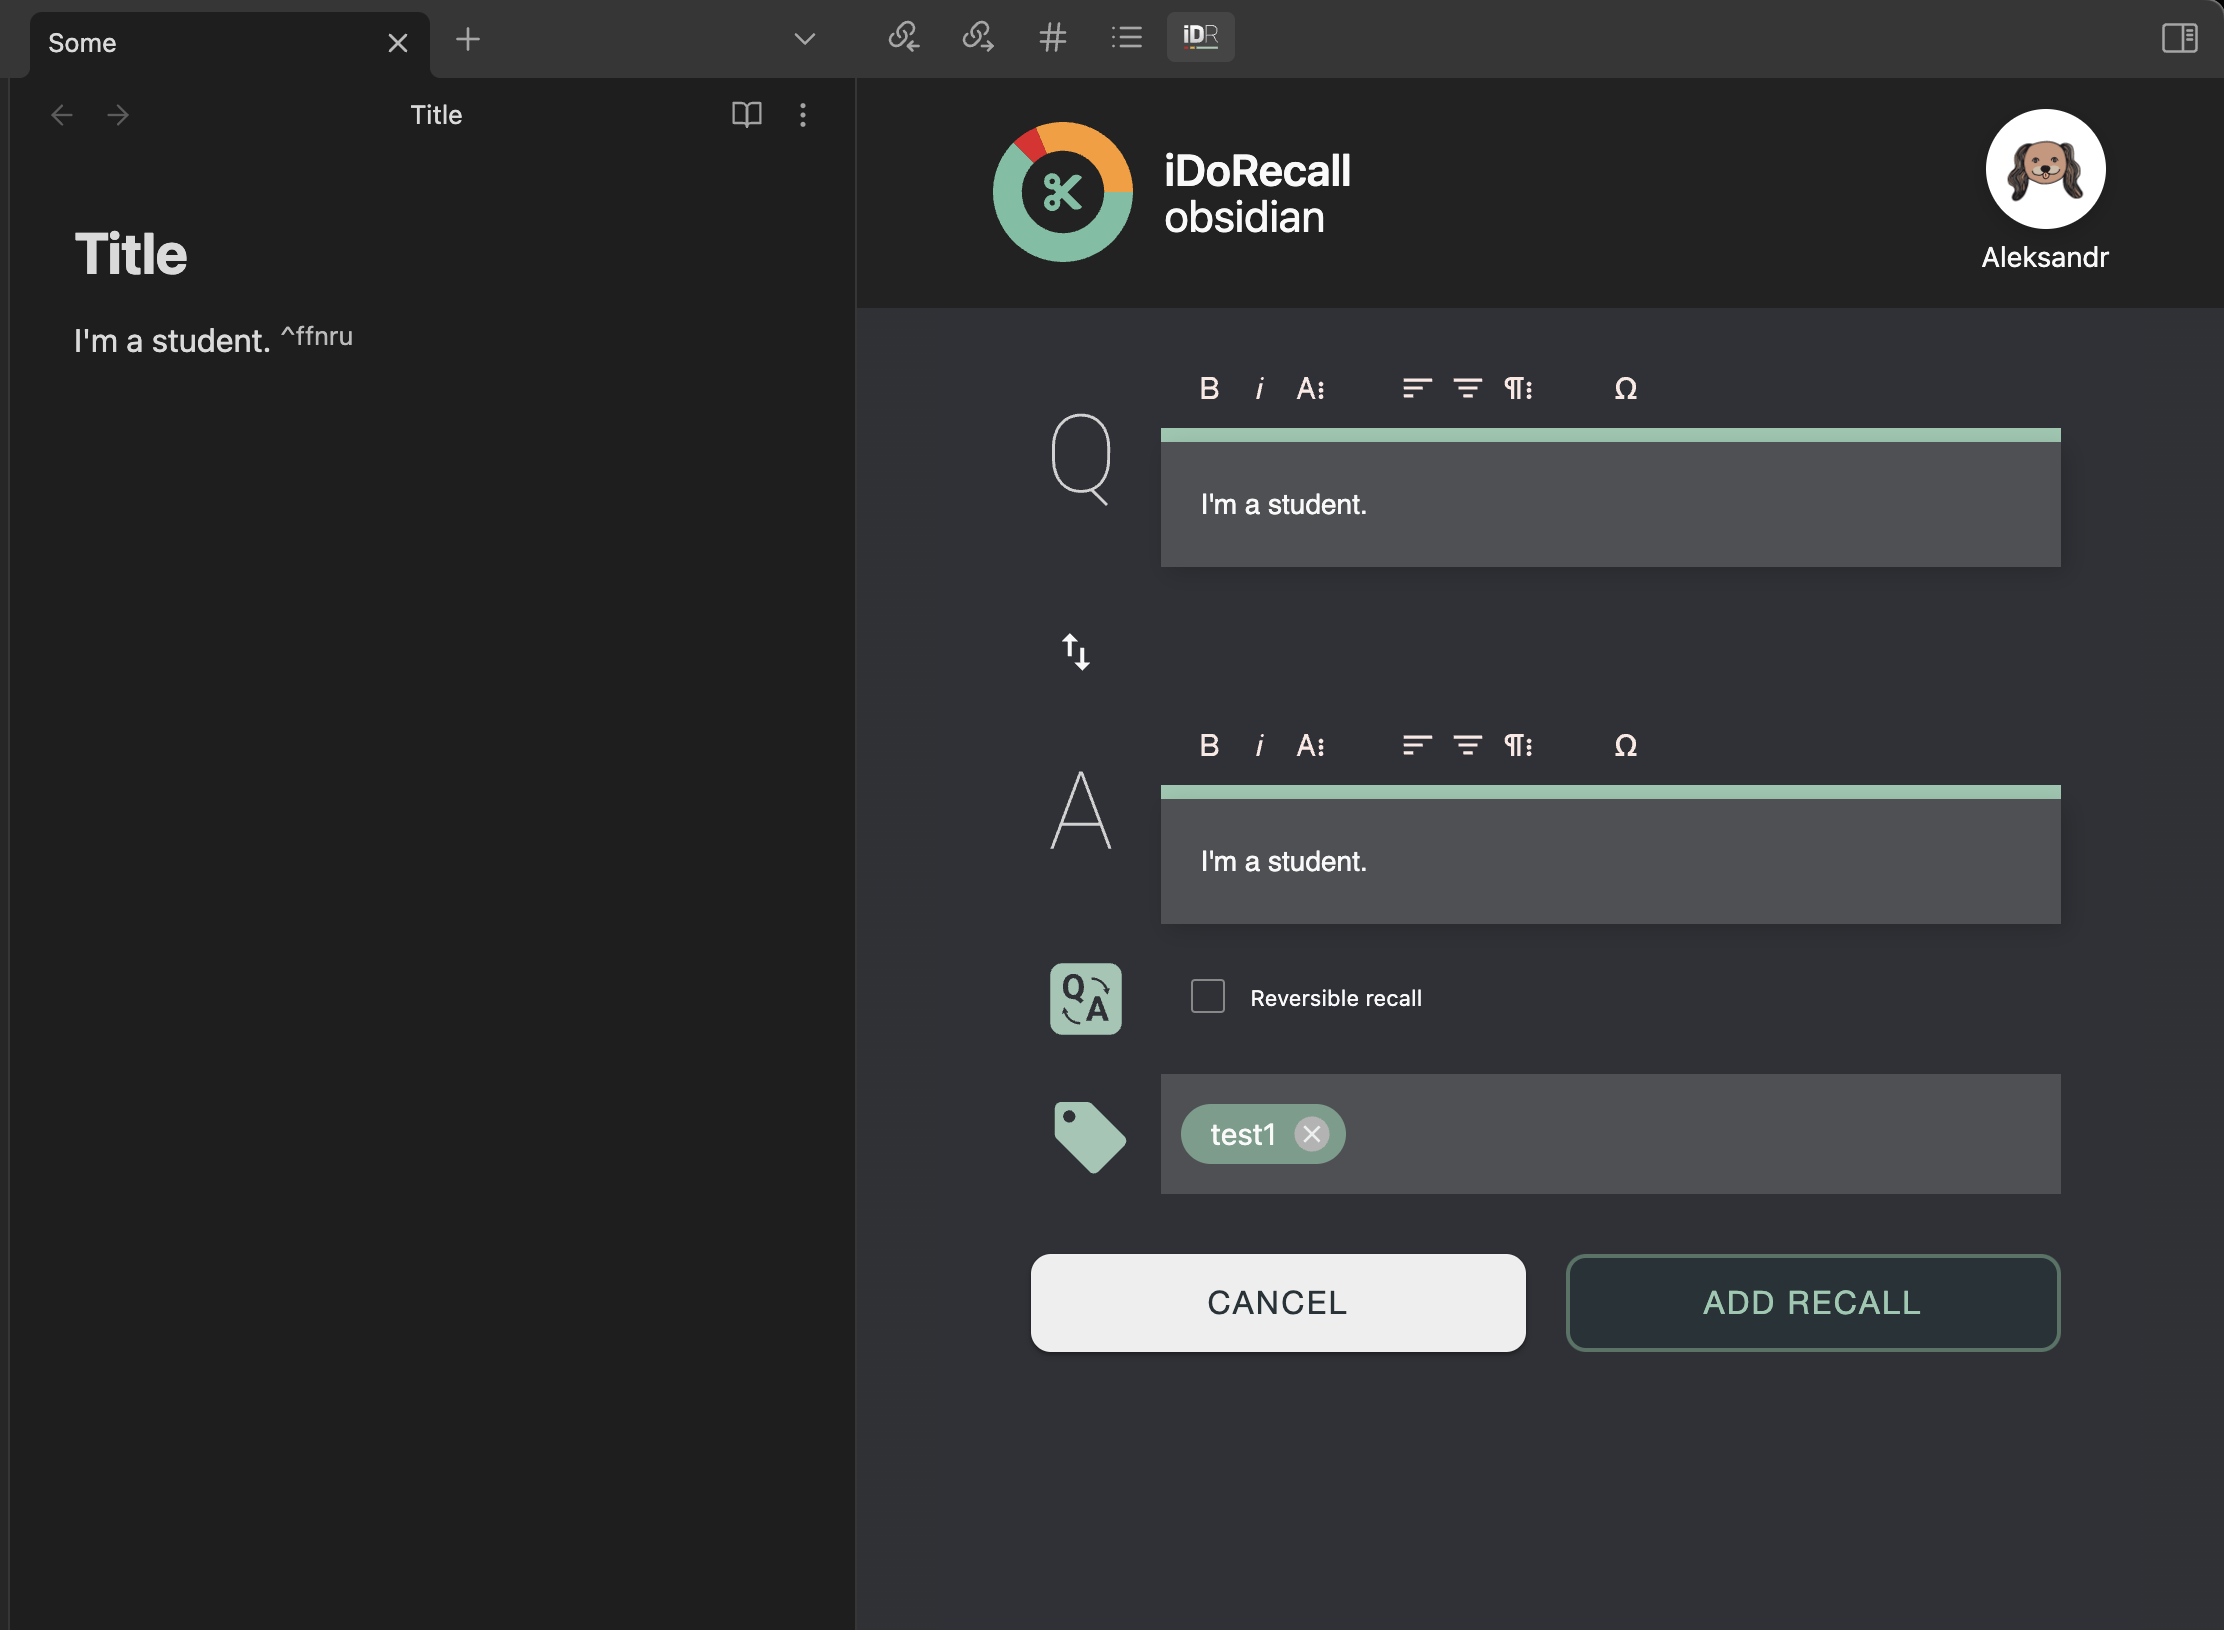 Some
iDR
Title
Title
I'm a student. ^ffnru
iDoRecall
obsidian
Aleksandr
B i A Ω
Q
I'm a student.
B i A Ω
A
I'm a student.
Q A
Reversible recall
test1
CANCEL
ADD RECALL